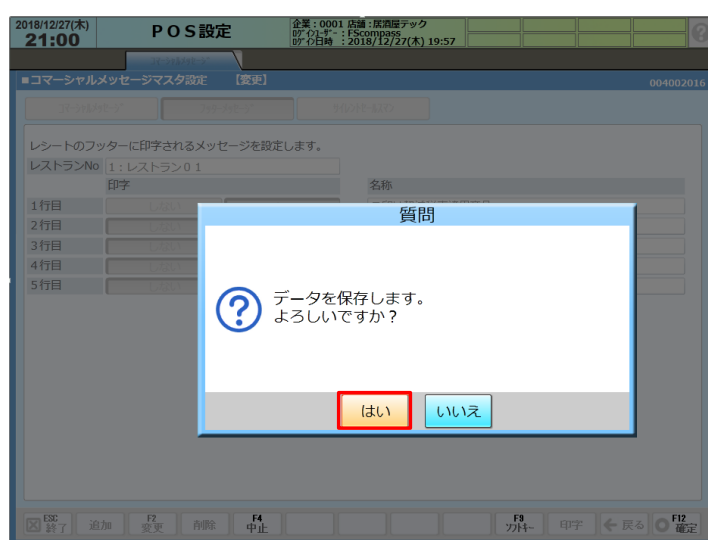 2018/12/27(木)
21:00
POS設定
企業：0001 店舗：居酒屋テック
ﾛｸﾞｲﾝﾕｰｻﾞｰ：FScompass
ﾛｸﾞｲﾝ日時 ：2018/12/27(木) 19:57
■コマーシャルメッセージマスタ設定 【変更】
004002016
レシートのフッターに印字されるメッセージを設定します。
レストランNo 1：レストラン０１
印字 名称
1行目
2行目
3行目
4行目
5行目
質問
データを保存します。
よろしいですか？
はい いいえ
ESC 終了
追加
F2 変更
削除
F4 中止
F9 ｿﾌﾄｷｰ
印字
戻る
F12 確定